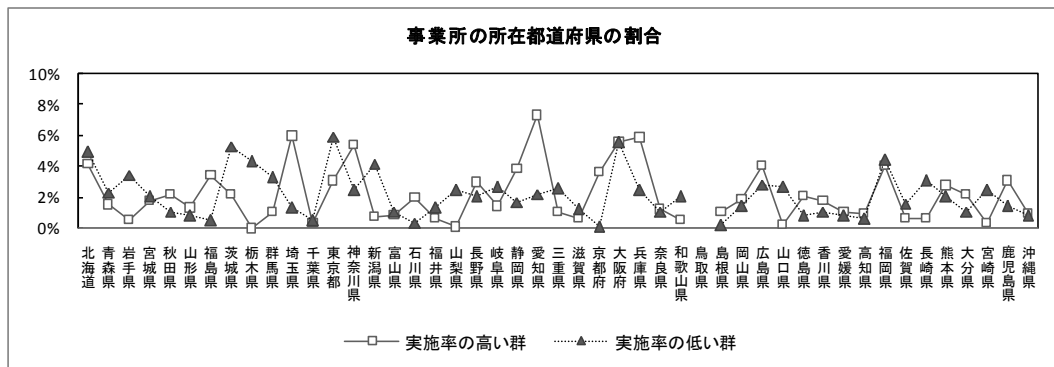 事業所の所在都道府県の割合
10%
8%
6%
4%
2%
0%
北海道
青森県
岩手県
宮城県
秋田県
山形県
福島県
茨城県
栃木県
群馬県
埼玉県
千葉県
東京都
神奈川県
新潟県
富山県
石川県
福井県
山梨県
長野県
岐阜県
静岡県
愛知県
三重県
滋賀県
京都府
大阪府
兵庫県
奈良県
和歌山県
鳥取県
島根県
岡山県
広島県
山口県
徳島県
香川県
愛媛県
高知県
福岡県
佐賀県
長崎県
熊本県
大分県
宮崎県
鹿児島県
沖縄県
実施率の高い群
実施率の低い群